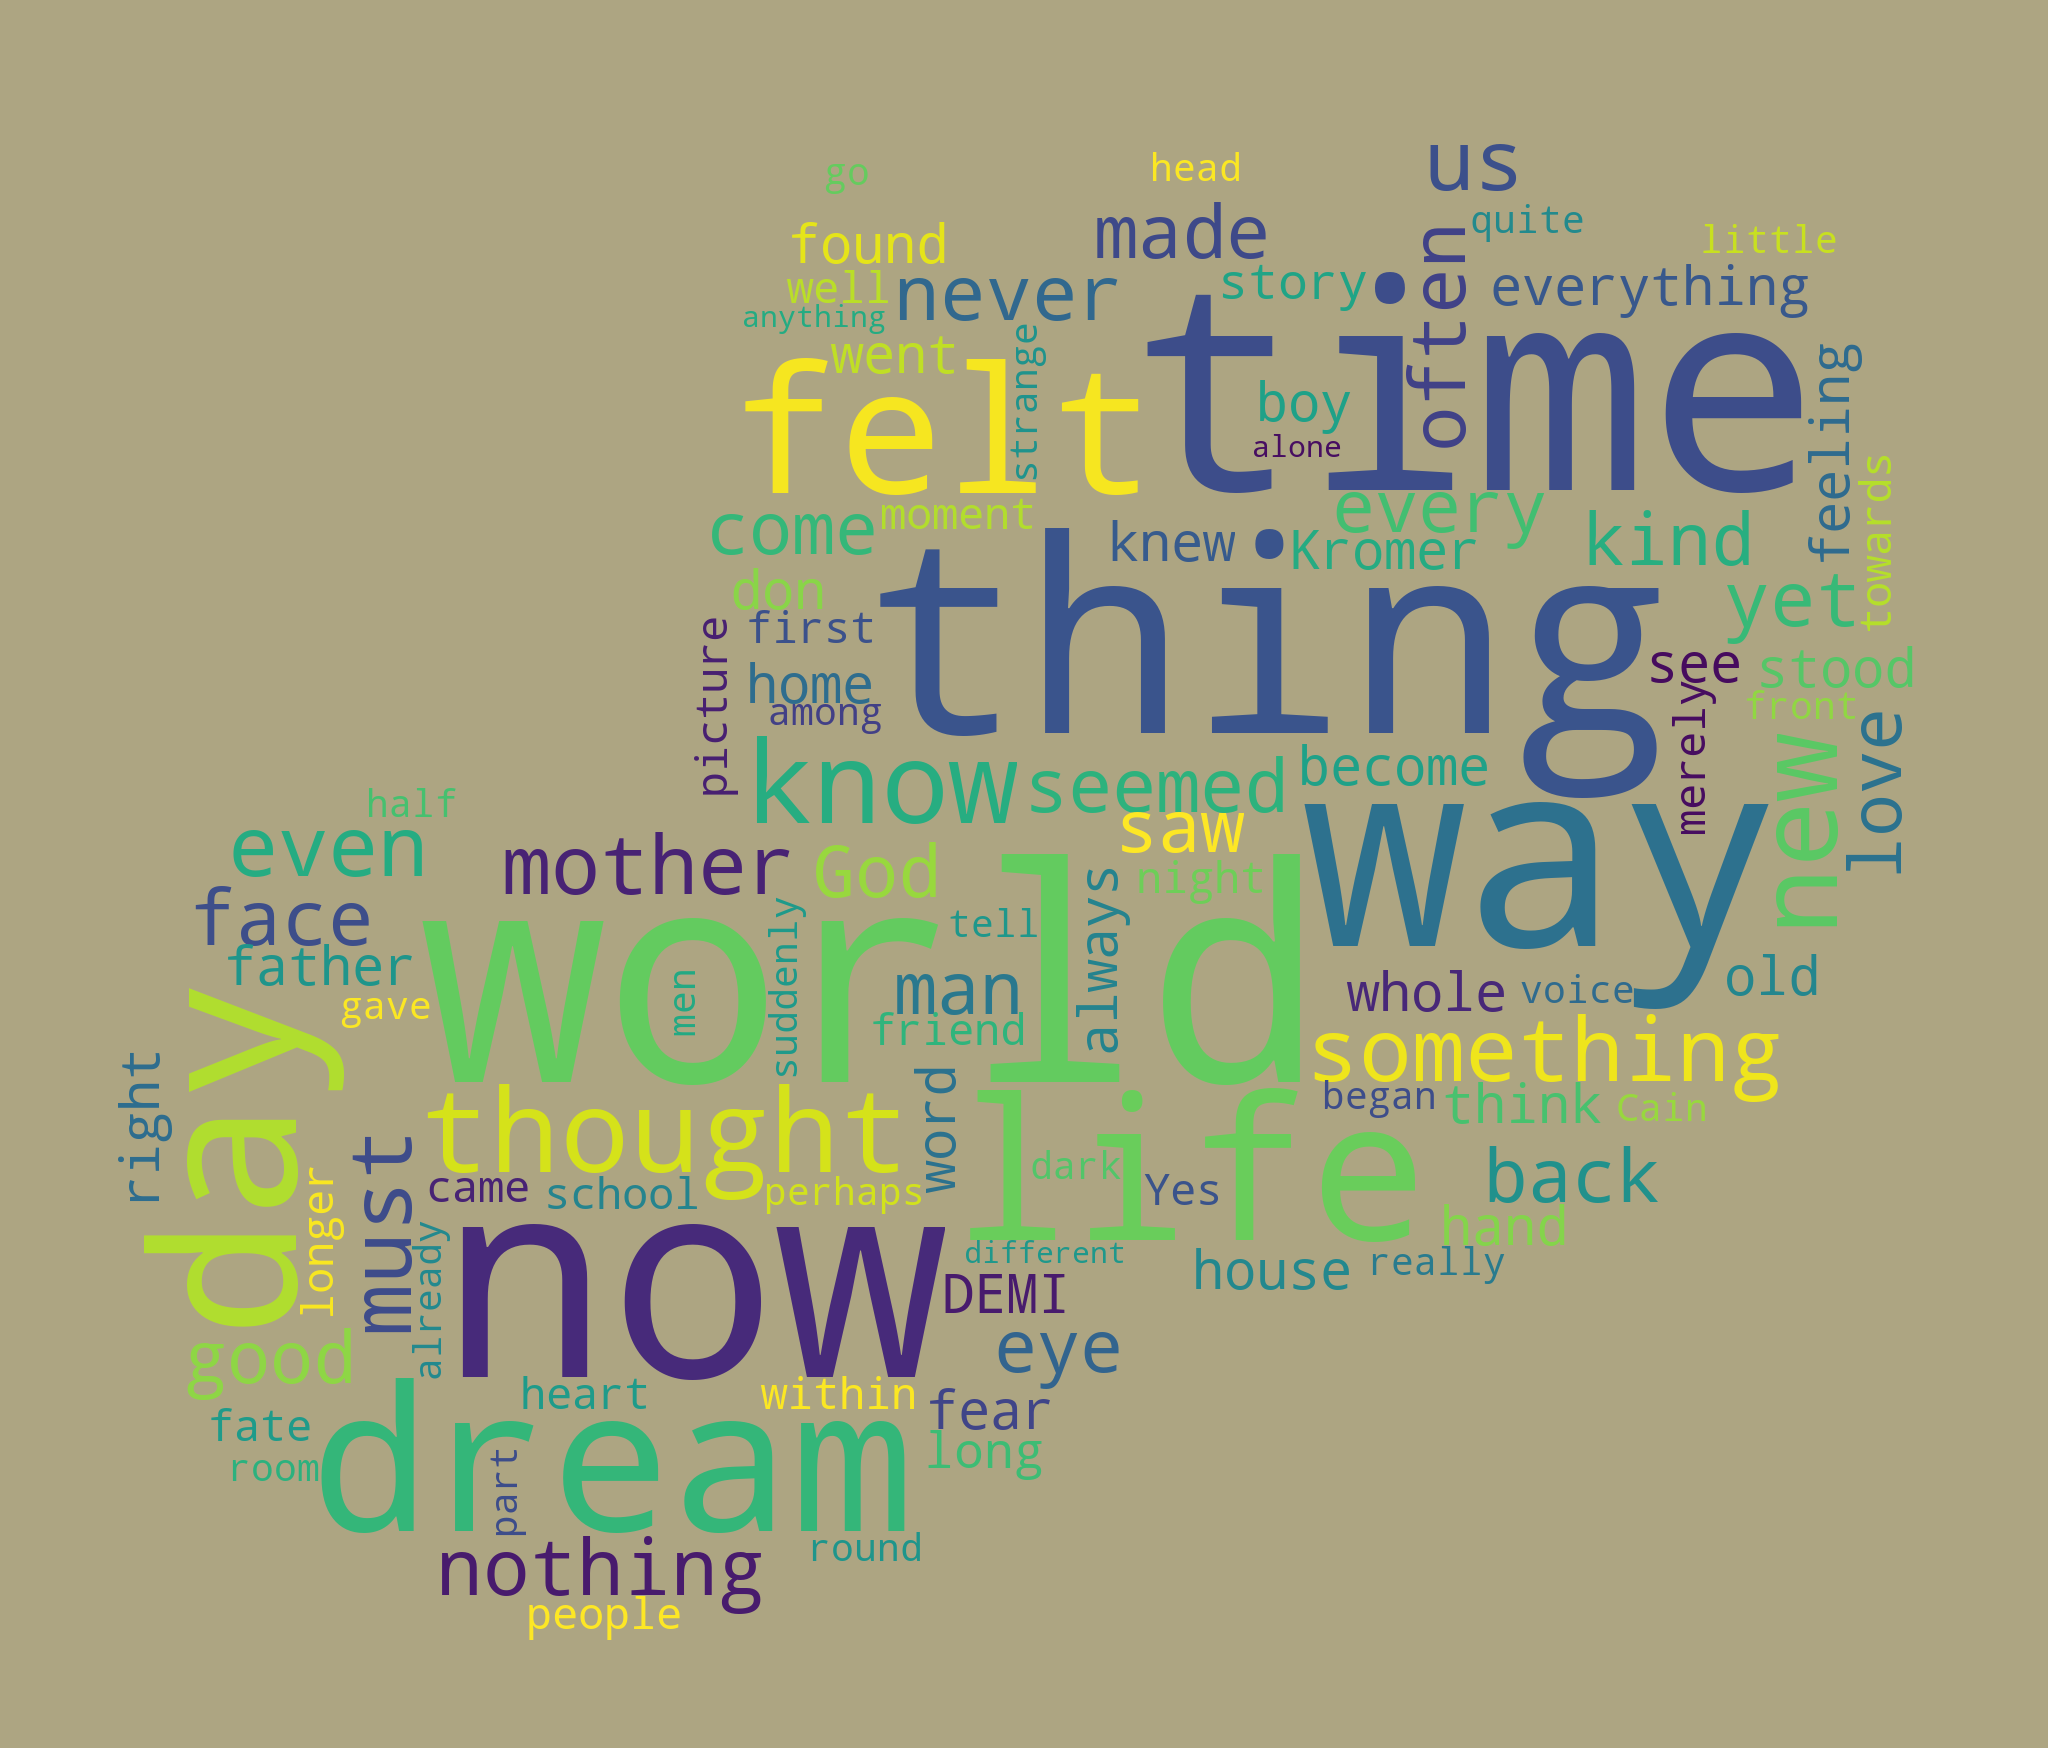 go
head
us
made
quite
found
never
story
often
little
well
everything
anything
went
strange
time
felt
boy
feeling
alone
towards
come
moment
every
knew
Kromer
kind
don
thing
yet
picture
first
home
see
stood
among
merely
front
love
know
seemed
become
new
half
even
mother
God
saw
way
face
world
night
always
suddenly
tell
father
men
man
whole
voice
old
gave
friend
something
day
right
thought
word
life
began
think
Cain
must
dark
came
school
perhaps
Yes
back
longer
already
now
hand
different
house
really
DEMI
good
eye
heart
within
fear
fate
dream
long
room
part
nothing
round
people